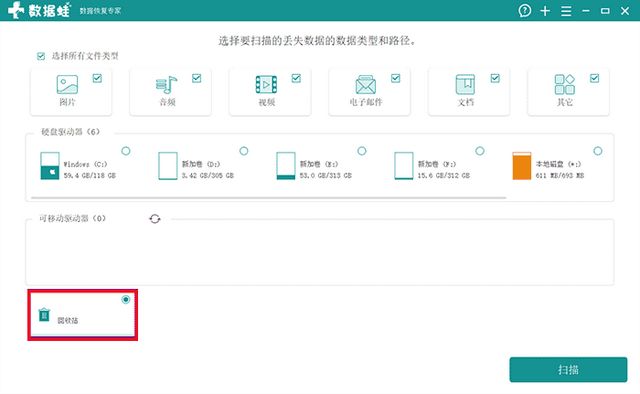 数据蛙 数据恢复专家
选择要扫描的丢失数据的数据类型和路径。
选择所有文件类型
图片 音频 视频 电子邮件 文档 其它
硬盘驱动器 (6)
Windows (C:) 新加卷 (D:) 新加卷 (E:) 新加卷 (F:) 本地磁盘 (*:)
59.4 GB/118 GB 3.42 GB/305 GB 53.0 GB/313 GB 15.6 GB/312 GB 611 MB/693 MB
可移动驱动器 (0)
回收站
扫描